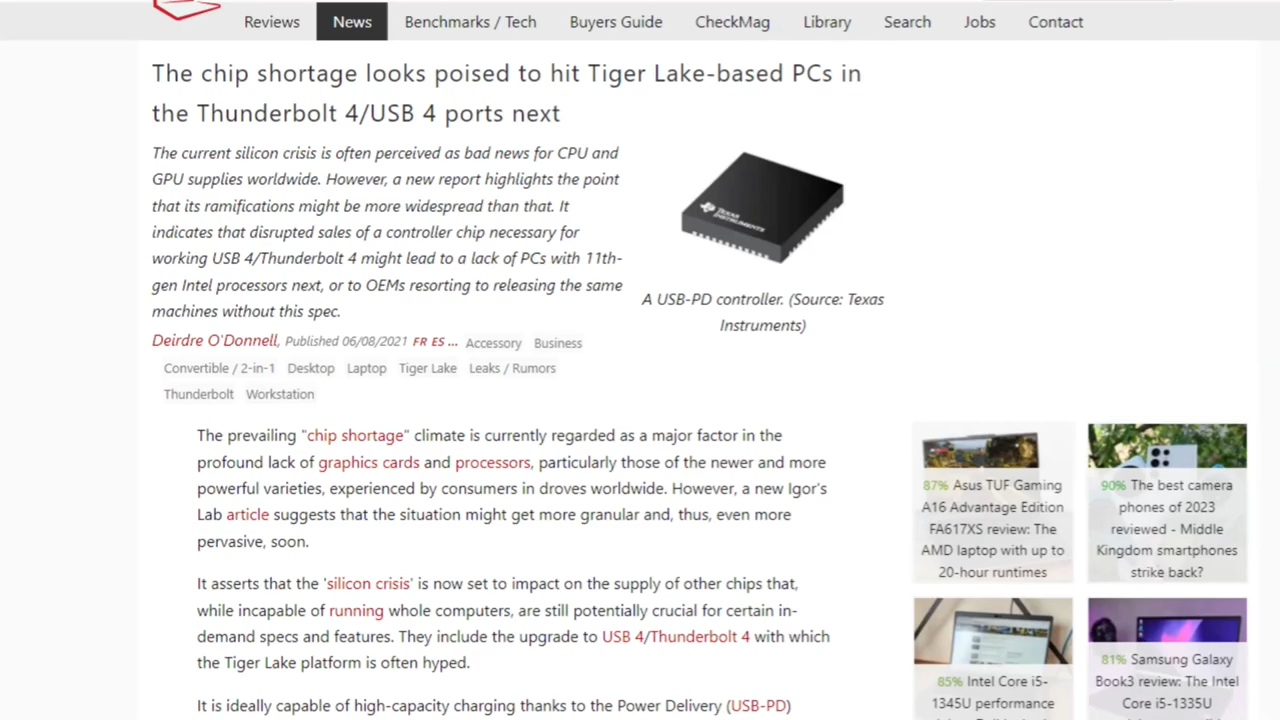 Reviews
News
Benchmarks / Tech
Buyers Guide
CheckMag
Library
Search
Jobs
Contact
The chip shortage looks poised to hit Tiger Lake-based PCs in
the Thunderbolt 4/USB 4 ports next
The current silicon crisis is often perceived as bad news for CPU and
GPU supplies worldwide. However, a new report highlights the point
that its ramifications might be more widespread than that. It
indicates that disrupted sales of a controller chip necessary for
working USB 4/Thunderbolt 4 might lead to a lack of PCs with 11th-
gen Intel processors next, or to OEMs resorting to releasing the same
machines without this spec.
TEXAS
INSTRUMENTS
A USB-PD controller. (Source: Texas
Instruments)
Deirdre O'Donnell, Published 06/08/2021 FR ES ... Accessory Business
Convertible / 2-in-1 Desktop Laptop Tiger Lake Leaks / Rumors
Thunderbolt Workstation
The prevailing "chip shortage" climate is currently regarded as a major factor in the
profound lack of graphics cards and processors, particularly those of the newer and more
powerful varieties, experienced by consumers in droves worldwide. However, a new Igor's
Lab article suggests that the situation might get more granular and, thus, even more
pervasive, soon.
It asserts that the 'silicon crisis' is now set to impact on the supply of other chips that,
while incapable of running whole computers, are still potentially crucial for certain in-
demand specs and features. They include the upgrade to USB 4/Thunderbolt 4 with which
the Tiger Lake platform is often hyped.
It is ideally capable of high-capacity charging thanks to the Power Delivery (USB-PD)
87% Asus TUF Gaming
A16 Advantage Edition
FA617XS review: The
AMD laptop with up to
20-hour runtimes
90% The best camera
phones of 2023
reviewed - Middle
Kingdom smartphones
strike back?
85% Intel Core i5-
1345U performance
81% Samsung Galaxy
Book3 review: The Intel
Core i5-1335U